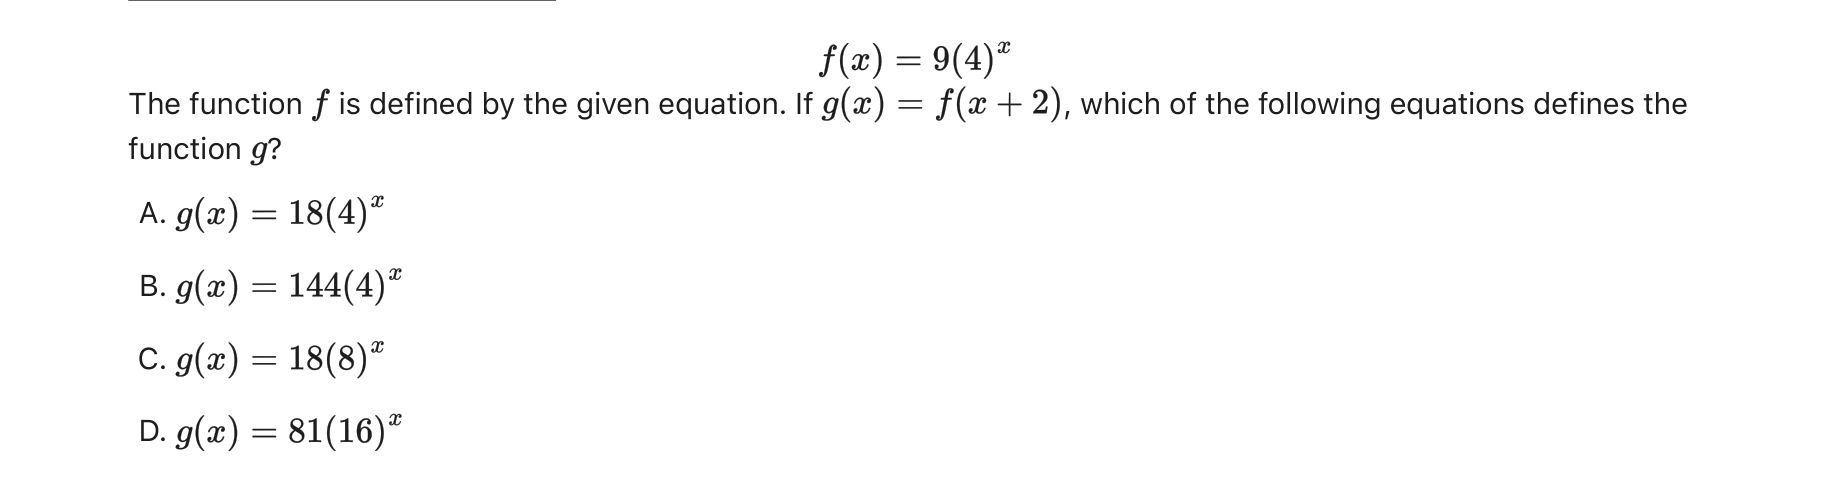 f(x) = 9(4)^x
The function f is defined by the given equation. If g(x) = f(x + 2), which of the following equations defines the
function g?
A. g(x) = 18(4)^x
B. g(x) = 144(4)^x
C. g(x) = 18(8)^x
D. g(x) = 81(16)^x